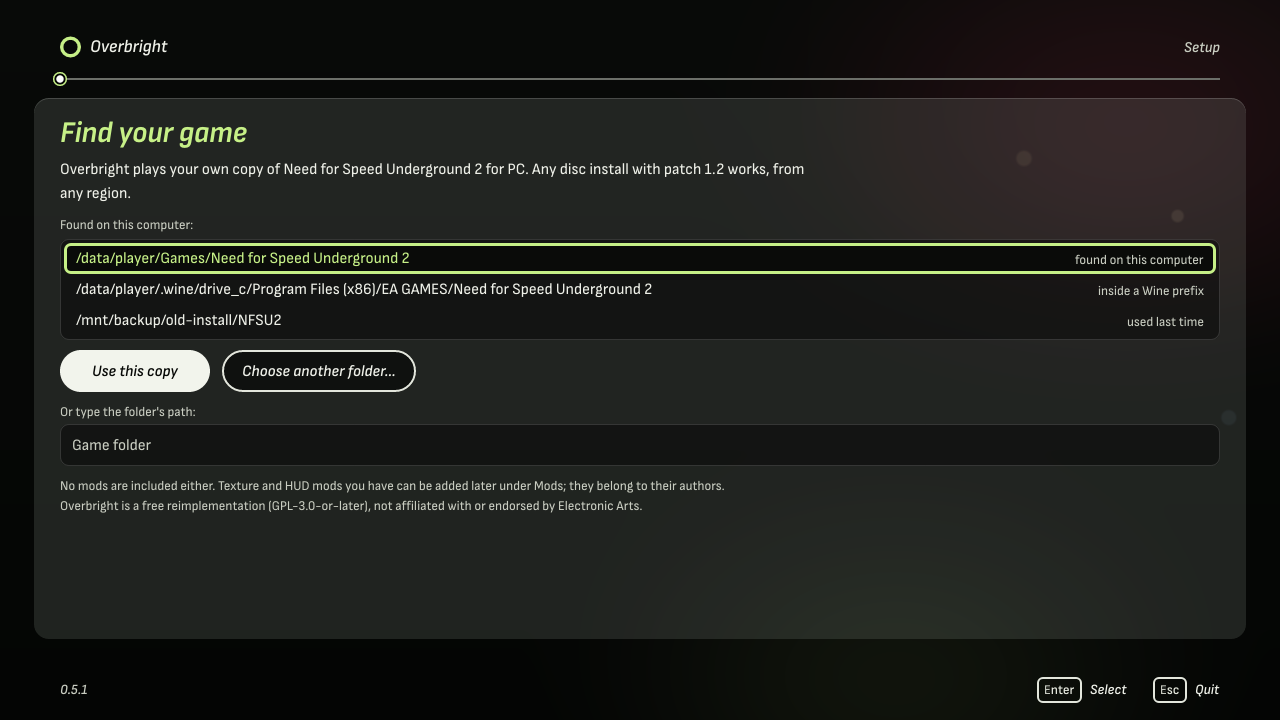 Overbright
Setup
Find your game
Overbright plays your own copy of Need for Speed Underground 2 for PC. Any disc install with patch 1.2 works, from
any region.
Found on this computer:
/data/player/Games/Need for Speed Underground 2
found on this computer
/data/player/.wine/drive_c/Program Files (x86)/EA GAMES/Need for Speed Underground 2
inside a Wine prefix
/mnt/backup/old-install/NFSU2
used last time
Use this copy
Choose another folder...
Or type the folder's path:
Game folder
No mods are included either. Texture and HUD mods you have can be added later under Mods; they belong to their authors.
Overbright is a free reimplementation (GPL-3.0-or-later), not affiliated with or endorsed by Electronic Arts.
0.5.1
Enter Select
Esc Quit